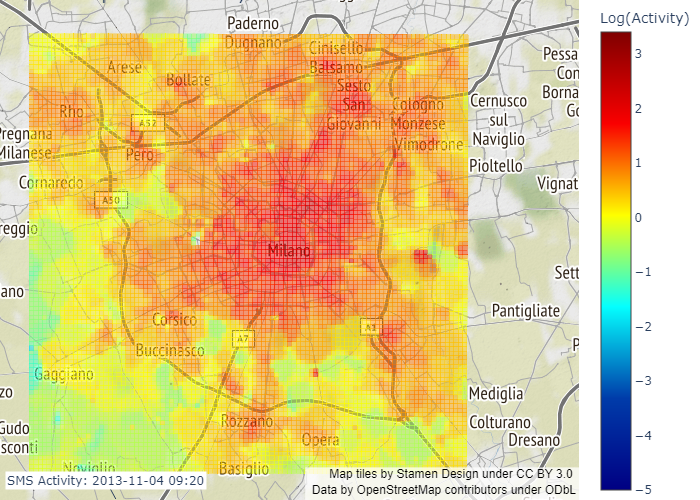 Log(Activity)
3
2
1
0
−1
−2
−3
−4
−5
Paderno
Dugnano
Cinisello
Balsamo
Arese
Bollate
Sesto
San
Giovanni
Rho
A52
Cologno
Monzese
Cernusco
sul
Naviglio
Pessa
Con
Borna
Go
Pregnana
Milanese
Pero
Vimodrone
Pioltello
Cornaredo
A50
Vignat
reggio
Milano
Sett
ano
Corsico
A7
A1
Pantigliate
Buccinasco
P
Gaggiano
zo
Mediglia
Rozzano
Colturano
Gudo
sconti
Opera
Dresano
Noviglio
Basiglio
SMS Activity: 2013-11-04 09:20
Map tiles by Stamen Design under CC BY 3.0
Data by OpenStreetMap contributors under ODbL